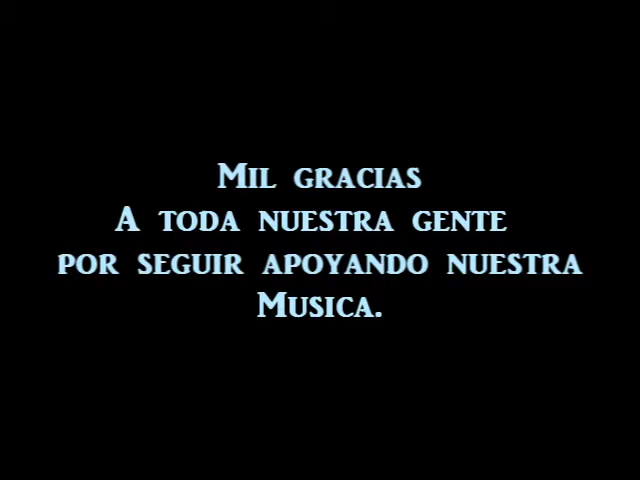 Mil gracias
A toda nuestra gente
por seguir apoyando nuestra
Musica.